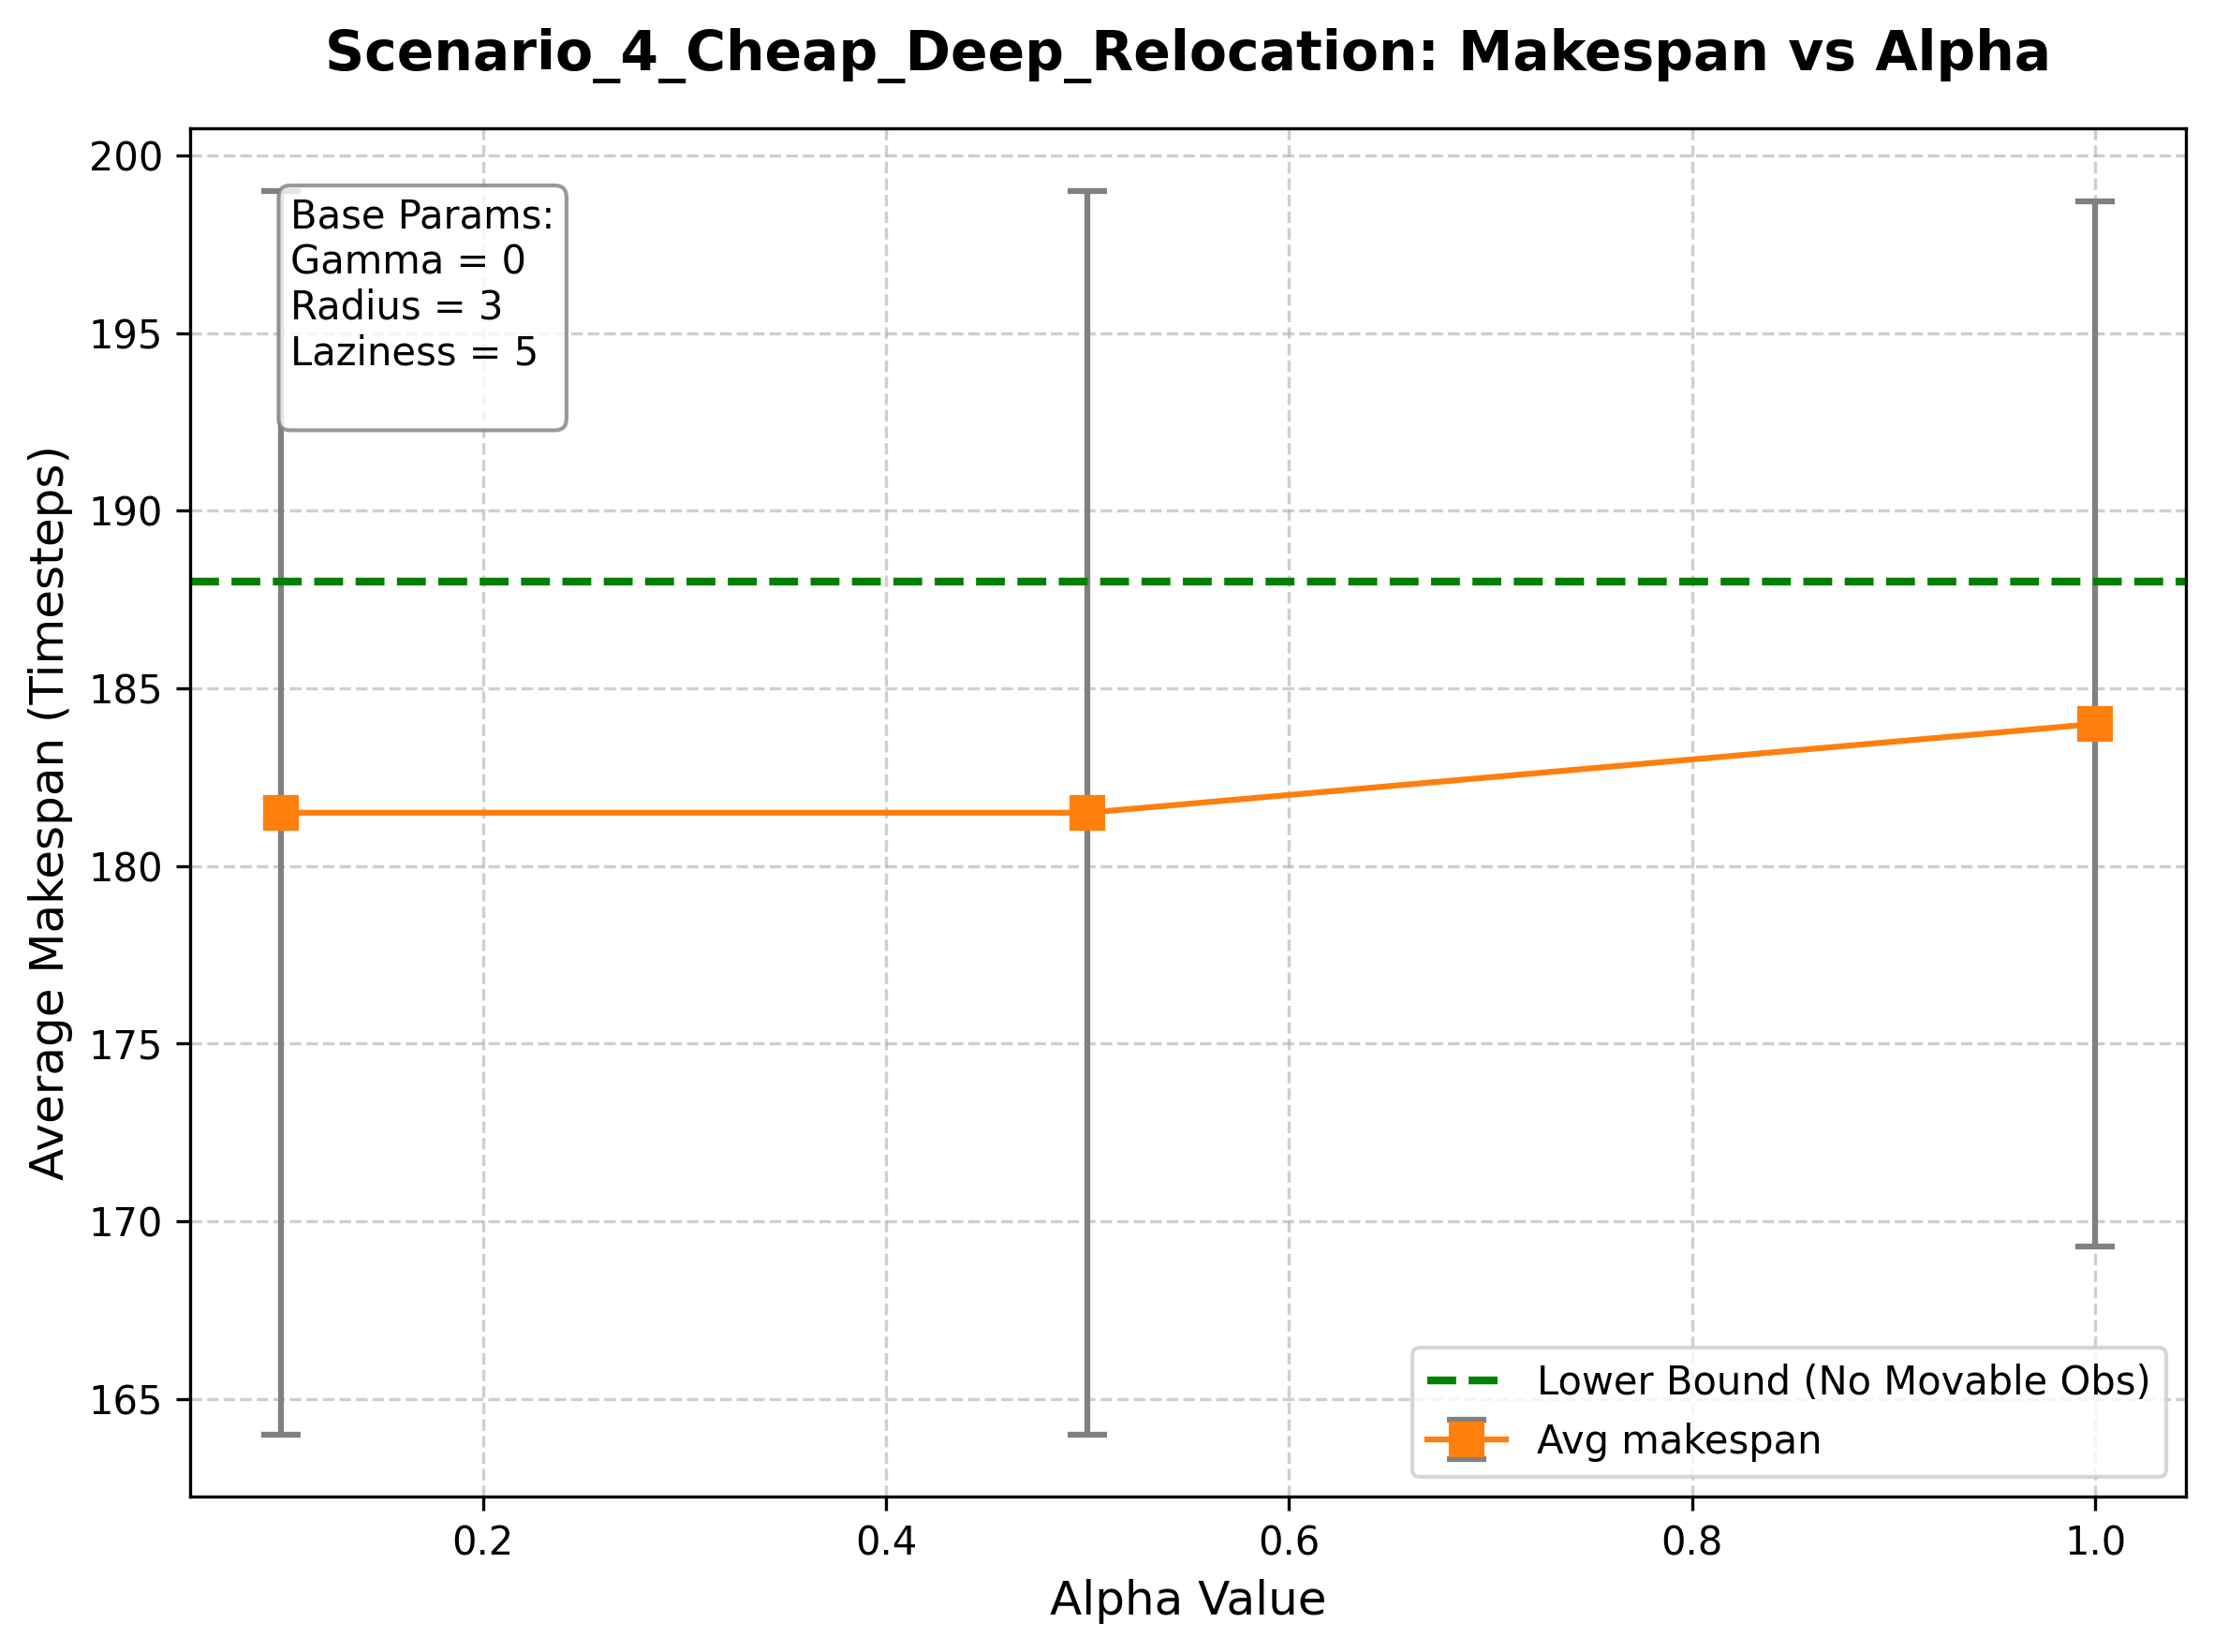 Scenario_4_Cheap_Deep_Relocation: Makespan vs Alpha
Average Makespan (Timesteps)
200
195
190
185
180
175
170
165
Base Params:
Gamma = 0
Radius = 3
Laziness = 5
Lower Bound (No Movable Obs)
Avg makespan
0.2
0.4
0.6
0.8
1.0
Alpha Value